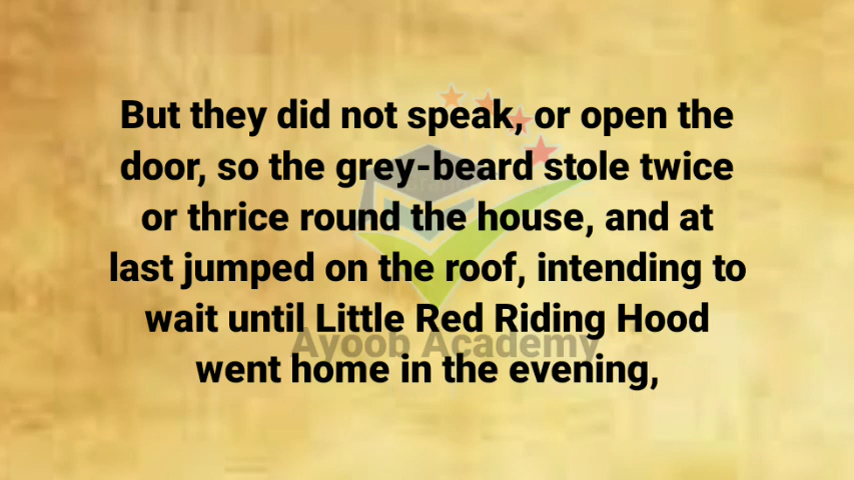 But they did not speak, or open the
door, so the grey-beard stole twice
or thrice round the house, and at
last jumped on the roof, intending to
wait until Little Red Riding Hood
Ayoob Academy
went home in the evening,